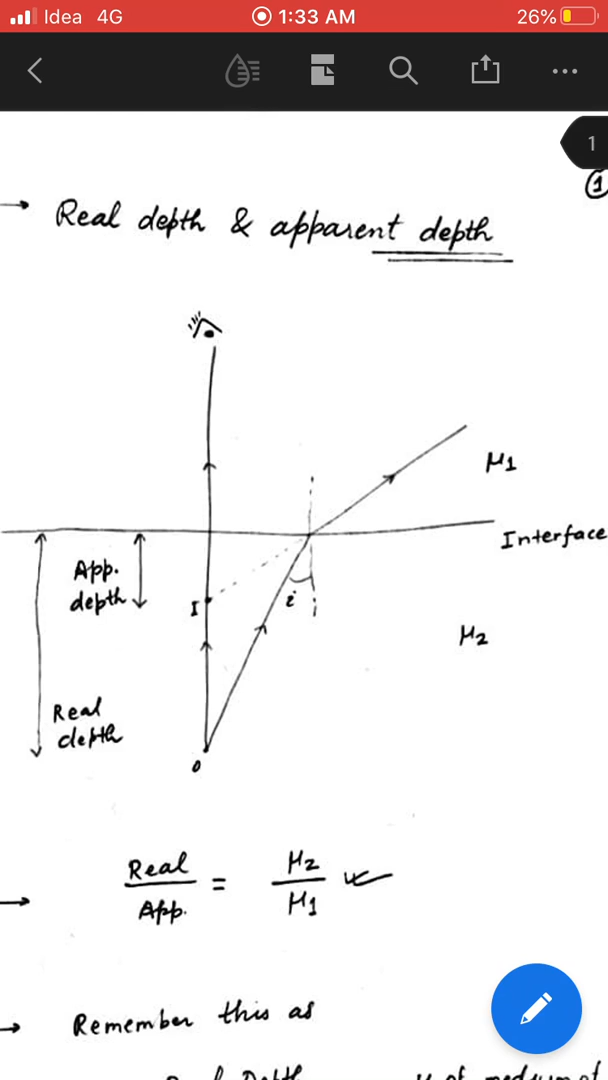 Idea 4G 1:33 AM 26%
1
①
→ Real depth & apparent depth
μ1
Interface
App.
depth
I
i
μ2
Real
depth
O
→ Real/App. = μ2/μ1
→ Remember this as